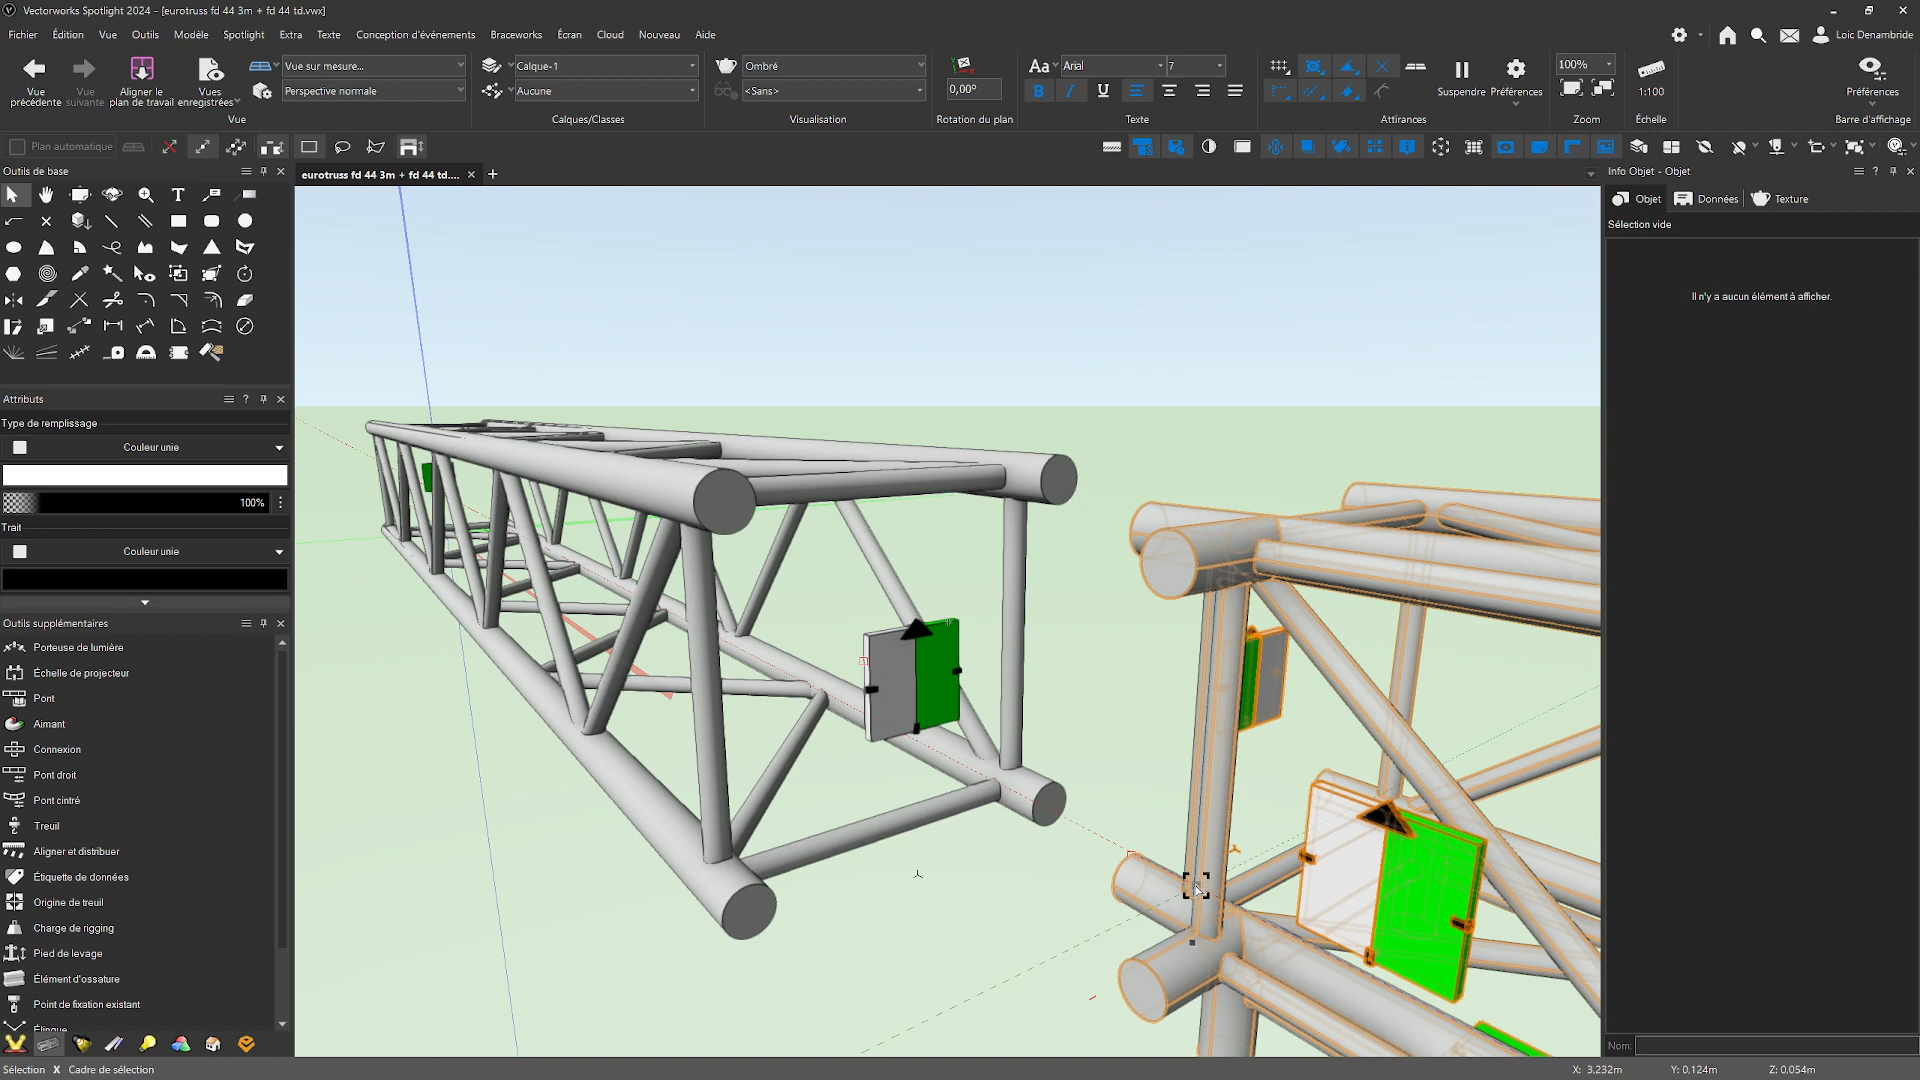 Vectorworks Spotlight 2024 - [eurotruss fd 44 3m + fd 44 td.vwx]
Fichier Édition Vue Outils Modèle Spotlight Extra Texte Conception d'événements Braceworks Écran Cloud Nouveau Aide
Loic Denambride
Vue précédente
Vue suivante
Aligner le plan de travail
Vues enregistrées
Vue sur mesure...
Perspective normale
Vue
Calque-1
Aucune
Calques/Classes
Ombré
<Sans>
Visualisation
0,00°
Rotation du plan
Aa Arial 7
B I U
Texte
Suspendre Préférences
Attirances
100%
Zoom
1:100
Échelle
Préférences
Barre d'affichage
Plan automatique
Outils de base
eurotruss fd 44 3m + fd 44 td....
Info Objet - Objet
Objet Données Texture
Sélection vide
Il n'y a aucun élément à afficher.
T
Attributs
Type de remplissage
Couleur unie
100%
Trait
Couleur unie
Outils supplémentaires
Porteuse de lumière
Échelle de projecteur
Pont
Aimant
Connexion
Pont droit
Pont cintré
Treuil
Aligner et distribuer
Étiquette de données
Origine de treuil
Charge de rigging
Pied de levage
Élément d'ossature
Point de fixation existant
Élingue
Nom:
Sélection X Cadre de sélection
X: 3,232m Y: 0,124m Z: 0,054m